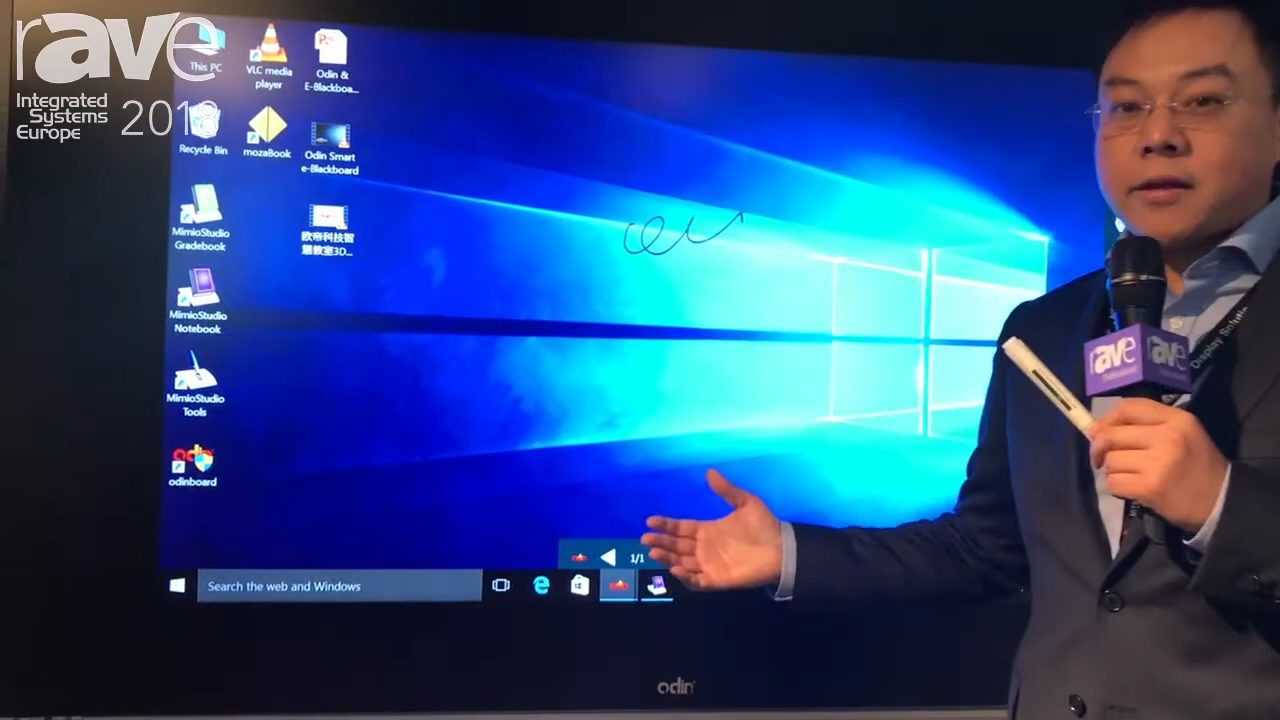 rave
Integrated
Systems
Europe
2018
This PC
VLC media
player
Odin &
E-Blackboa...
Recycle Bin
mozaBook
Odin Smart
e-Blackboard
MimioStudio
Gradebook
欧帝科技智
慧教室3D...
MimioStudio
Notebook
MimioStudio
Tools
odin
odinboard
1/1
Search the web and Windows
odin
rave
rave
Display Solutio